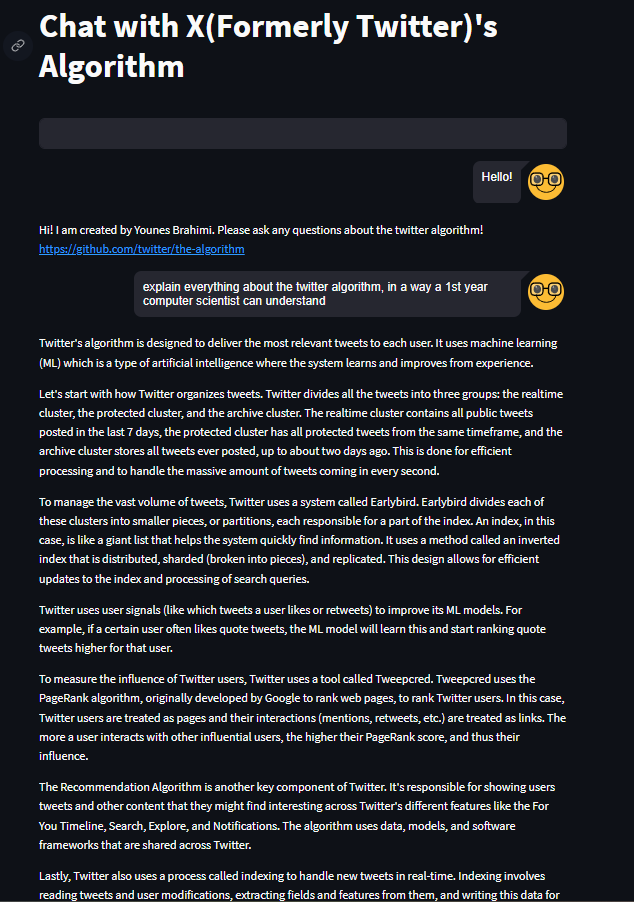 Chat with X(Formerly Twitter)'s
Algorithm
Hello!
Hi! I am created by Younes Brahimi. Please ask any questions about the twitter algorithm!
https://github.com/twitter/the-algorithm
explain everything about the twitter algorithm, in a way a 1st year
computer scientist can understand
Twitter's algorithm is designed to deliver the most relevant tweets to each user. It uses machine learning
(ML) which is a type of artificial intelligence where the system learns and improves from experience.
Let's start with how Twitter organizes tweets. Twitter divides all the tweets into three groups: the realtime
cluster, the protected cluster, and the archive cluster. The realtime cluster contains all public tweets
posted in the last 7 days, the protected cluster has all protected tweets from the same timeframe, and the
archive cluster stores all tweets ever posted, up to about two days ago. This is done for efficient
processing and to handle the massive amount of tweets coming in every second.
To manage the vast volume of tweets, Twitter uses a system called Earlybird. Earlybird divides each of
these clusters into smaller pieces, or partitions, each responsible for a part of the index. An index, in this
case, is like a giant list that helps the system quickly find information. It uses a method called an inverted
index that is distributed, sharded (broken into pieces), and replicated. This design allows for efficient
updates to the index and processing of search queries.
Twitter uses user signals (like which tweets a user likes or retweets) to improve its ML models. For
example, if a certain user often likes quote tweets, the ML model will learn this and start ranking quote
tweets higher for that user.
To measure the influence of Twitter users, Twitter uses a tool called Tweepcred. Tweepcred uses the
PageRank algorithm, originally developed by Google to rank web pages, to rank Twitter users. In this case,
Twitter users are treated as pages and their interactions (mentions, retweets, etc.) are treated as links. The
more a user interacts with other influential users, the higher their PageRank score, and thus their
influence.
The Recommendation Algorithm is another key component of Twitter. It's responsible for showing users
tweets and other content that they might find interesting across Twitter's different features like the For
You Timeline, Search, Explore, and Notifications. The algorithm uses data, models, and software
frameworks that are shared across Twitter.
Lastly, Twitter also uses a process called indexing to handle new tweets in real-time. Indexing involves
reading tweets and user modifications, extracting fields and features from them, and writing this data for